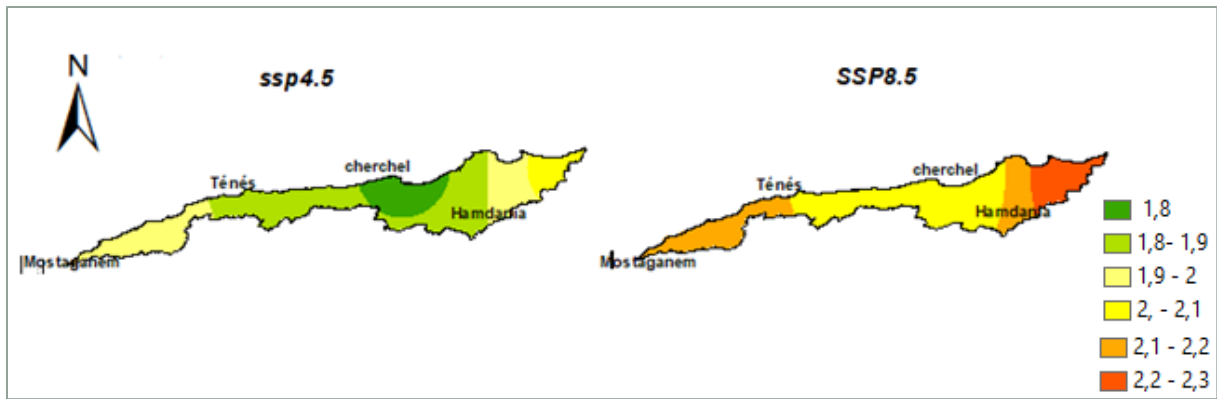 N
ssp4.5
SSP8.5
cherchel
Ténés
Hamdania
Mostaganem
cherchel
Ténés
Hamdania
Mostaganem
1,8
1,8- 1,9
1,9 - 2
2, - 2,1
2,1 - 2,2
2,2 - 2,3